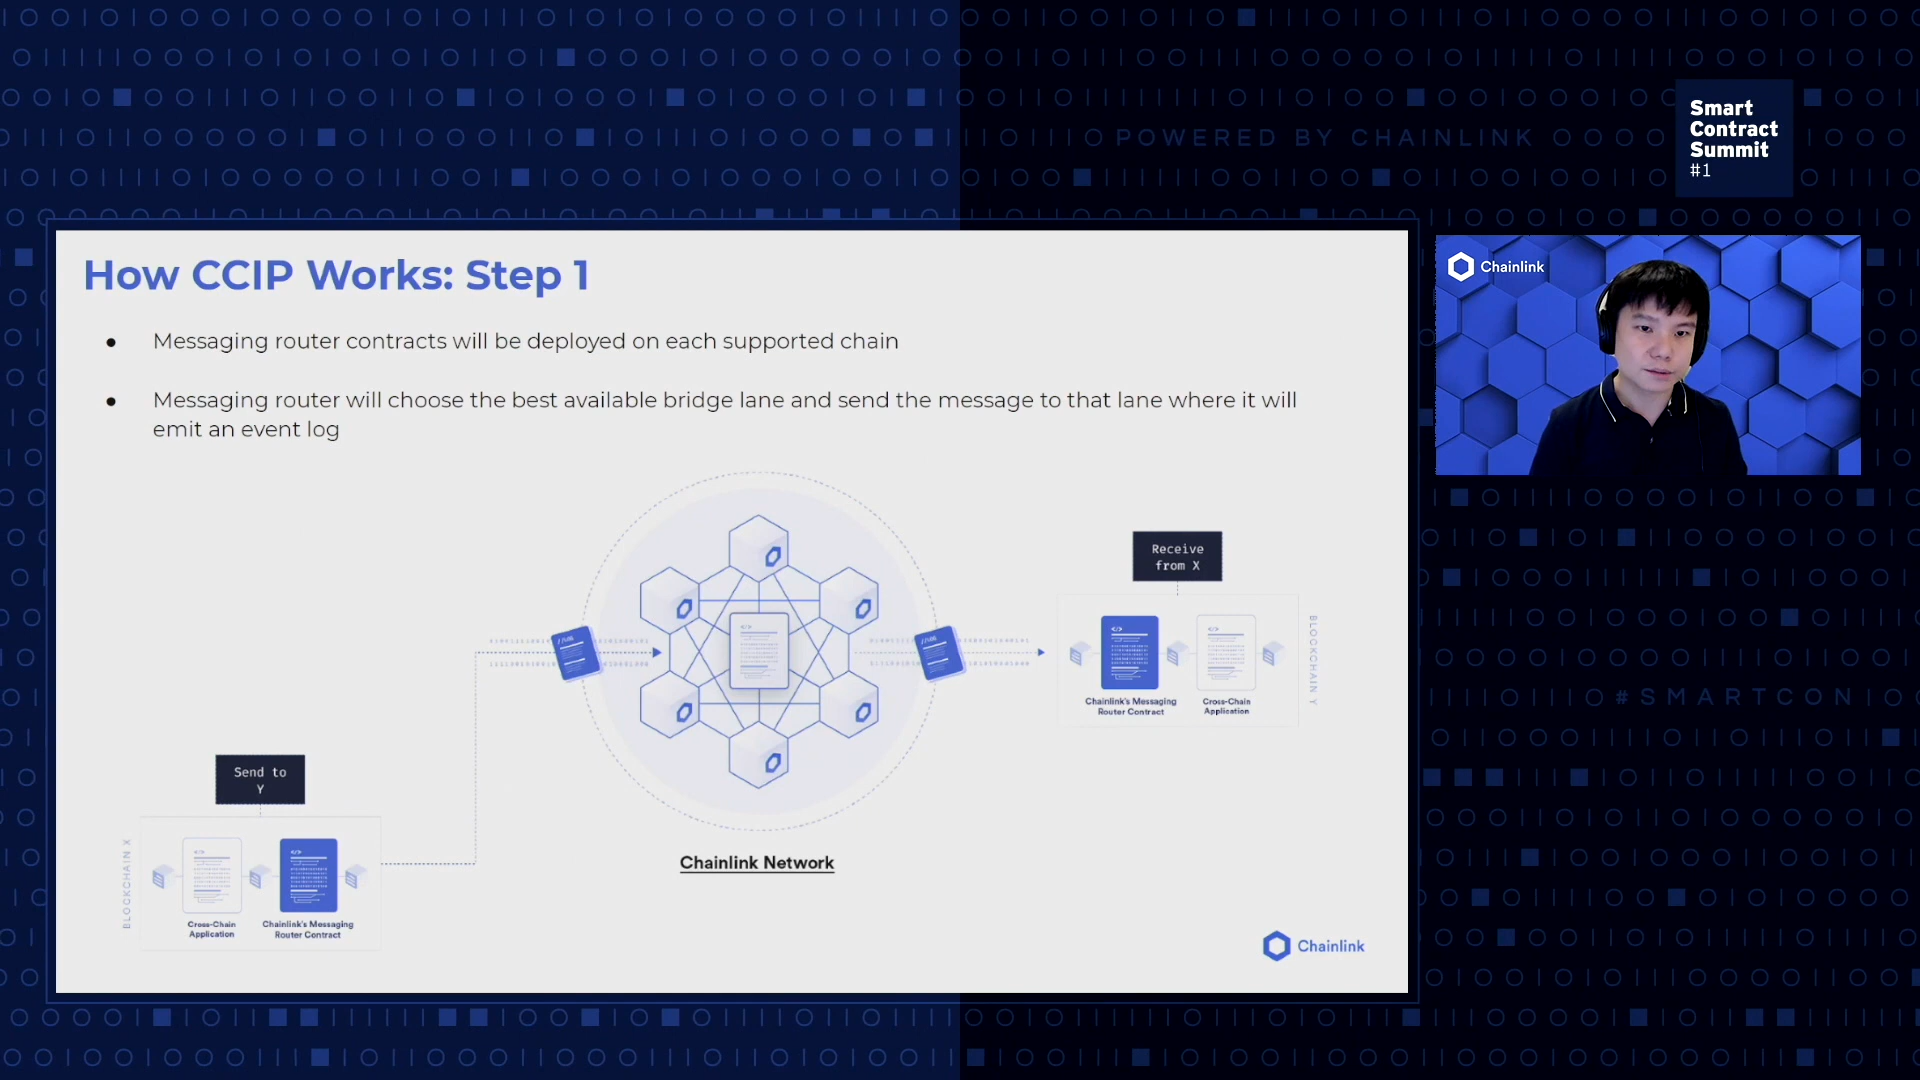 POWERED BY CHAINLINK
Smart
Contract
Summit
#1
How CCIP Works: Step 1
Messaging router contracts will be deployed on each supported chain
Messaging router will choose the best available bridge lane and send the message to that lane where it will
emit an event log
Chainlink
Receive
from X
BLOCKCHAIN Y
Chainlink's Messaging
Router Contract
Cross-Chain
Application
#SMARTCON
Send to
Y
BLOCKCHAIN X
Cross-Chain
Application
Chainlink's Messaging
Router Contract
Chainlink Network
Chainlink